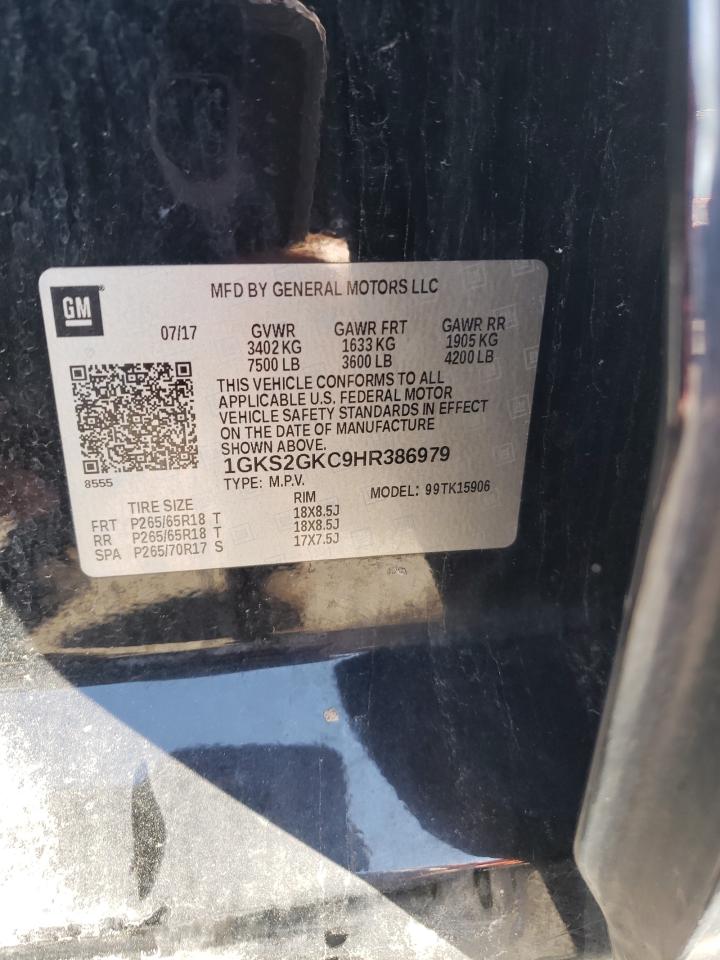 MFD BY GENERAL MOTORS LLC
GM
07/17 GVWR GAWR FRT GAWR RR
3402 KG 1633 KG 1905 KG
7500 LB 3600 LB 4200 LB
THIS VEHICLE CONFORMS TO ALL
APPLICABLE U.S. FEDERAL MOTOR
VEHICLE SAFETY STANDARDS IN EFFECT
ON THE DATE OF MANUFACTURE
SHOWN ABOVE.
1GKS2GKC9HR386979
8555
TYPE: M.P.V. MODEL: 99TK15906
TIRE SIZE RIM
FRT P265/65R18 T 18X8.5J
RR P265/65R18 T 18X8.5J
SPA P265/70R17 S 17X7.5J